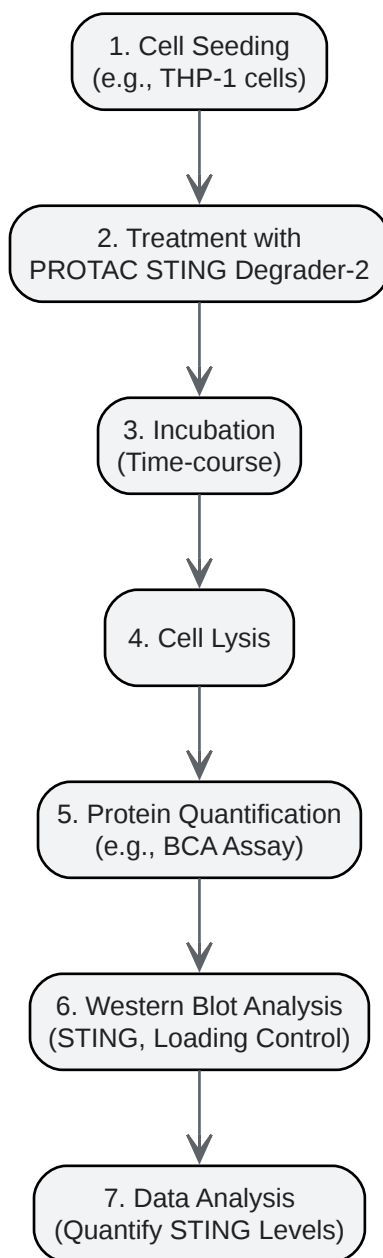 1. Cell Seeding
(e.g., THP-1 cells)
2. Treatment with
PROTAC STING Degrader-2
3. Incubation
(Time-course)
4. Cell Lysis
5. Protein Quantification
(e.g., BCA Assay)
6. Western Blot Analysis
(STING, Loading Control)
7. Data Analysis
(Quantify STING Levels)